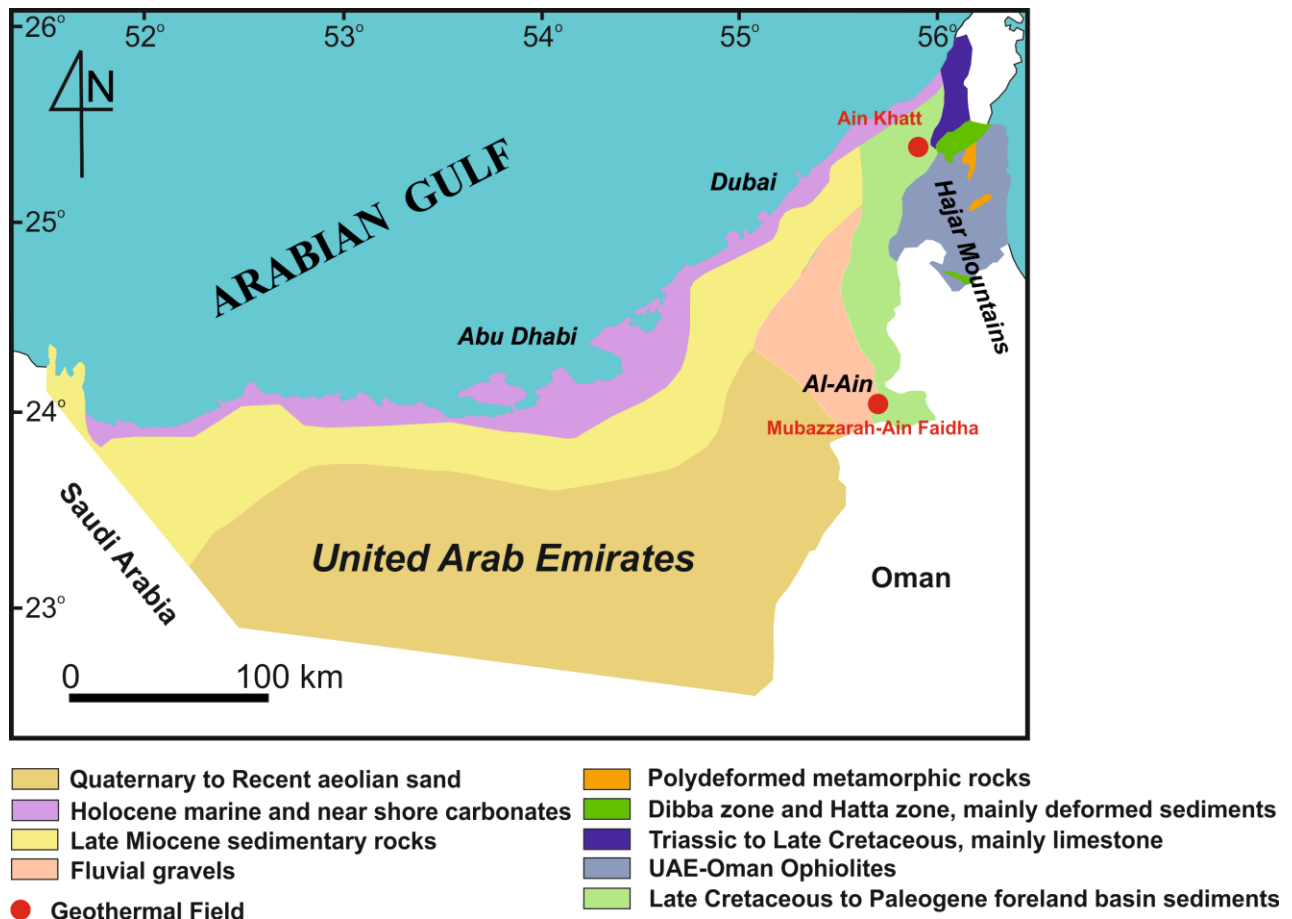 26°
52°
53°
54°
55°
56°
N
Ain Khatt
ARABIAN GULF
Dubai
Hajar Mountains
25°
Abu Dhabi
Al-Ain
24°
Mubazzarah-Ain Faidha
Saudi Arabia
United Arab Emirates
Oman
23°
0 100 km
Quaternary to Recent aeolian sand
Holocene marine and near shore carbonates
Late Miocene sedimentary rocks
Fluvial gravels
Geothermal Field
Polydeformed metamorphic rocks
Dibba zone and Hatta zone, mainly deformed sediments
Triassic to Late Cretaceous, mainly limestone
UAE-Oman Ophiolites
Late Cretaceous to Paleogene foreland basin sediments